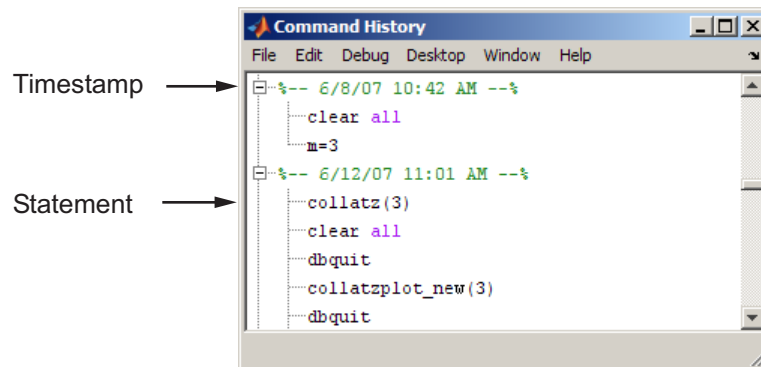 Command History
File Edit Debug Desktop Window Help
Timestamp
%-- 6/8/07 10:42 AM --%
clear all
m=3
%-- 6/12/07 11:01 AM --%
Statement
collatz(3)
clear all
dbquit
collatzplot_new(3)
dbquit